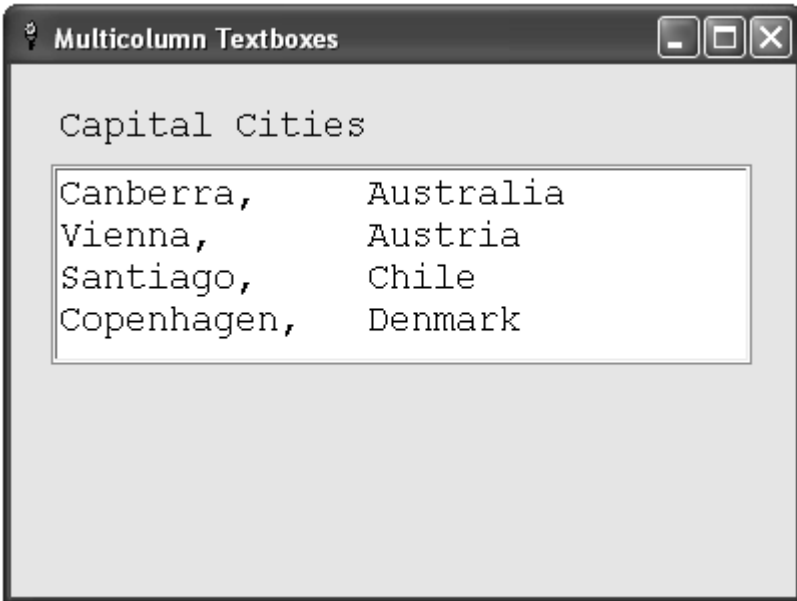 Multicolumn Textboxes
Capital Cities
Canberra,     Australia
Vienna,       Austria
Santiago,     Chile
Copenhagen,   Denmark